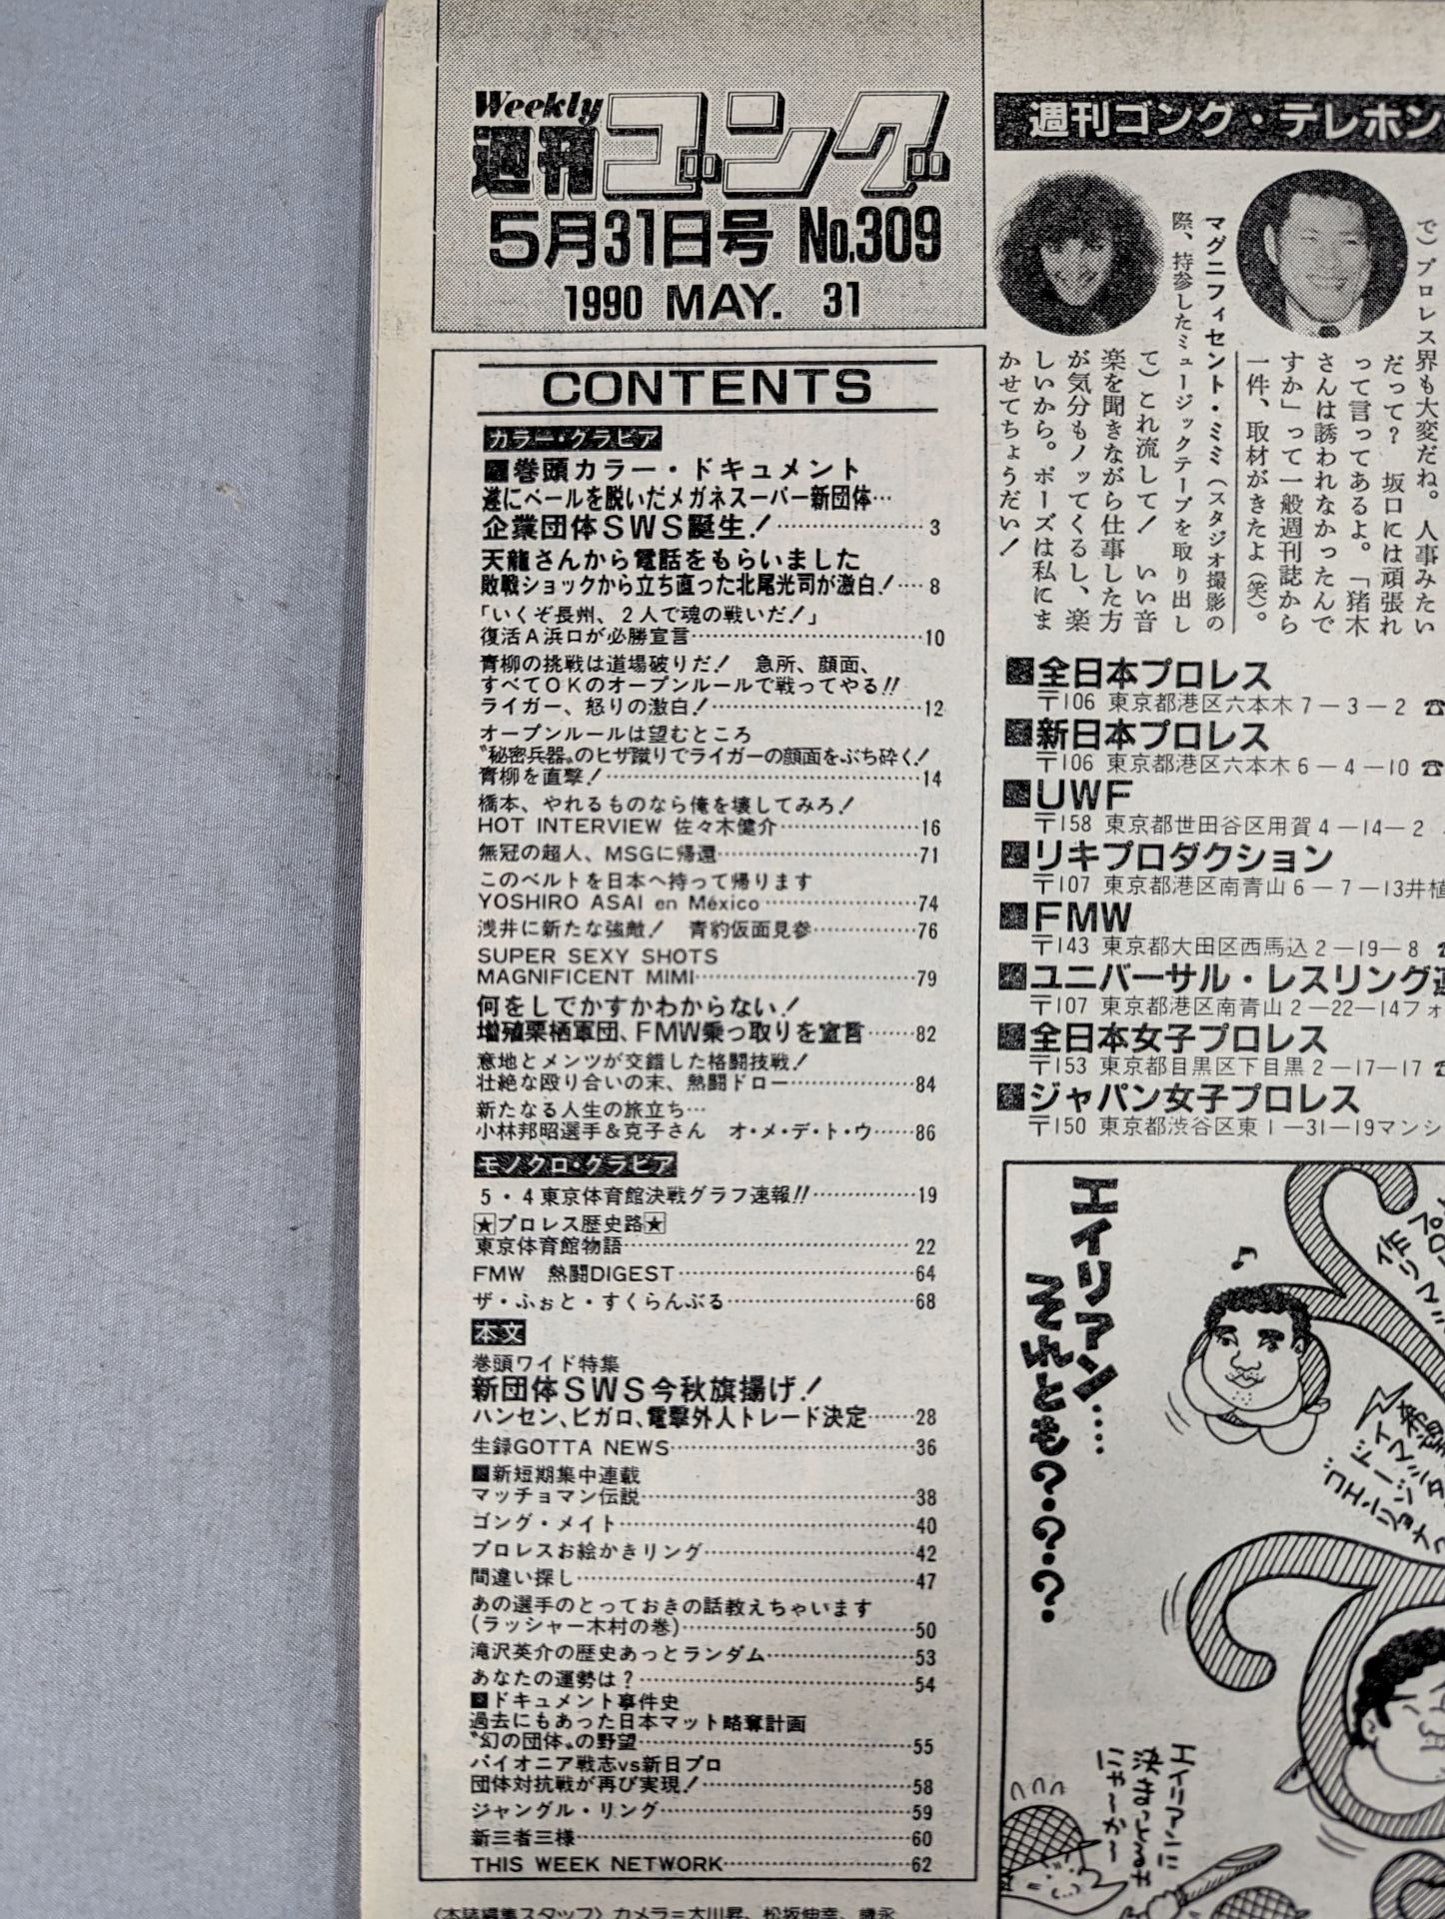 Weekly
週刊ゴング
5月31日号 No.309
1990 MAY. 31
CONTENTS
カラー・グラビア
巻頭カラー・ドキュメント
遂にベールを脱いだメガネスーパー新団体…
企業団体SWS誕生！…………………3
天龍さんから電話をもらいました
敗戦ショックから立ち直った北尾光司が激白！……8
「いくぞ長州、2人で魂の戦いだ！」
復活A浜口が必勝宣言……………………………10
青柳の挑戦は道場破りだ！　急所、顔面、
すべてOKのオープンルールで戦ってやる!!
ライガー、怒りの激白！……………………………12
オープンルールは望むところ
〝秘密兵器〟のヒザ蹴りでライガーの顔面をぶち砕く！
青柳を直撃！……………………………………14
橋本、やれるものなら俺を壊してみろ！
HOT INTERVIEW 佐々木健介…………………16
無冠の超人、MSGに帰還…………………………71
このベルトを日本へ持って帰ります
YOSHIRO ASAI en México……………………74
浅井に新たな強敵！　青豹仮面見参……………76
SUPER SEXY SHOTS
MAGNIFICENT MIMI……………………………79
何をしでかすかわからない！
増殖栗栖軍団、FMW乗っ取りを宣言………82
意地とメンツが交錯した格闘技戦！
壮絶な殴り合いの末、熱闘ドロー………………84
新たなる人生の旅立ち…
小林邦昭選手＆克子さん　オ・メ・デ・ト・ウ……86
モノクロ・グラビア
5・4東京体育館決戦グラフ速報!!……………19
★プロレス歴史路★
東京体育館物語……………………………………22
FMW　熱闘DIGEST……………………………64
ザ・ふぉと・すくらんぶる………………………68
本文
巻頭ワイド特集
新団体SWS今秋旗揚げ！
ハンセン、ビガロ、電撃外人トレード決定………28
生録GOTTA NEWS………………………………36
新短期集中連載
マッチョマン伝説…………………………………38
ゴング・メイト……………………………………40
プロレスお絵かきリング…………………………42
間違い探し…………………………………………47
あの選手のとっておきの話教えちゃいます
(ラッシャー木村の巻)……………………………50
滝沢英介の歴史あっとランダム…………………53
あなたの運勢は？…………………………………54
ドキュメント事件史
過去にもあった日本マット略奪計画
〝幻の団体〟の野望…………………………………55
パイオニア戦志vs新日プロ
団体対抗戦が再び実現！…………………………58
ジャングル・リング………………………………59
新三者三様…………………………………………60
THIS WEEK NETWORK…………………………62
〈本誌編集スタッフ〉カメラ＝大川昇、松坂伸幸、
週刊ゴング・テレホン
で）プロレス界も大変だね。人事みたい
だって？　坂口には頑張れ
って言ってあるよ。「猪木
さんは誘われなかったんで
すか」って一般週刊誌から
一件、取材がきたよ（笑）。
マグニフィセント・ミミ（スタジオ撮影の
際、持参したミュージックテープを取り出し
て）これ流して！　いい音
楽を聞きながら仕事した方
が気分もノッてくるし、楽
しいから。ポーズは私にま
かせてちょうだい！
全日本プロレス
〒106 東京都港区六本木7－3－2 ☎
新日本プロレス
〒106 東京都港区六本木6－4－10 ☎
UWF
〒158 東京都世田谷区用賀4－14－2
リキプロダクション
〒107 東京都港区南青山6－7－13井植
FMW
〒143 東京都大田区西馬込2－19－8
ユニバーサル・レスリング連
〒107 東京都港区南青山2－22－14フォ
全日本女子プロレス
〒153 東京都目黒区下目黒2－17－17 ☎
ジャパン女子プロレス
〒150 東京都渋谷区東1－31－19マンシ
エイリアン‥‥
それとも？・？・？・？
エイリアンに
決まっとるや
にゃ～か～